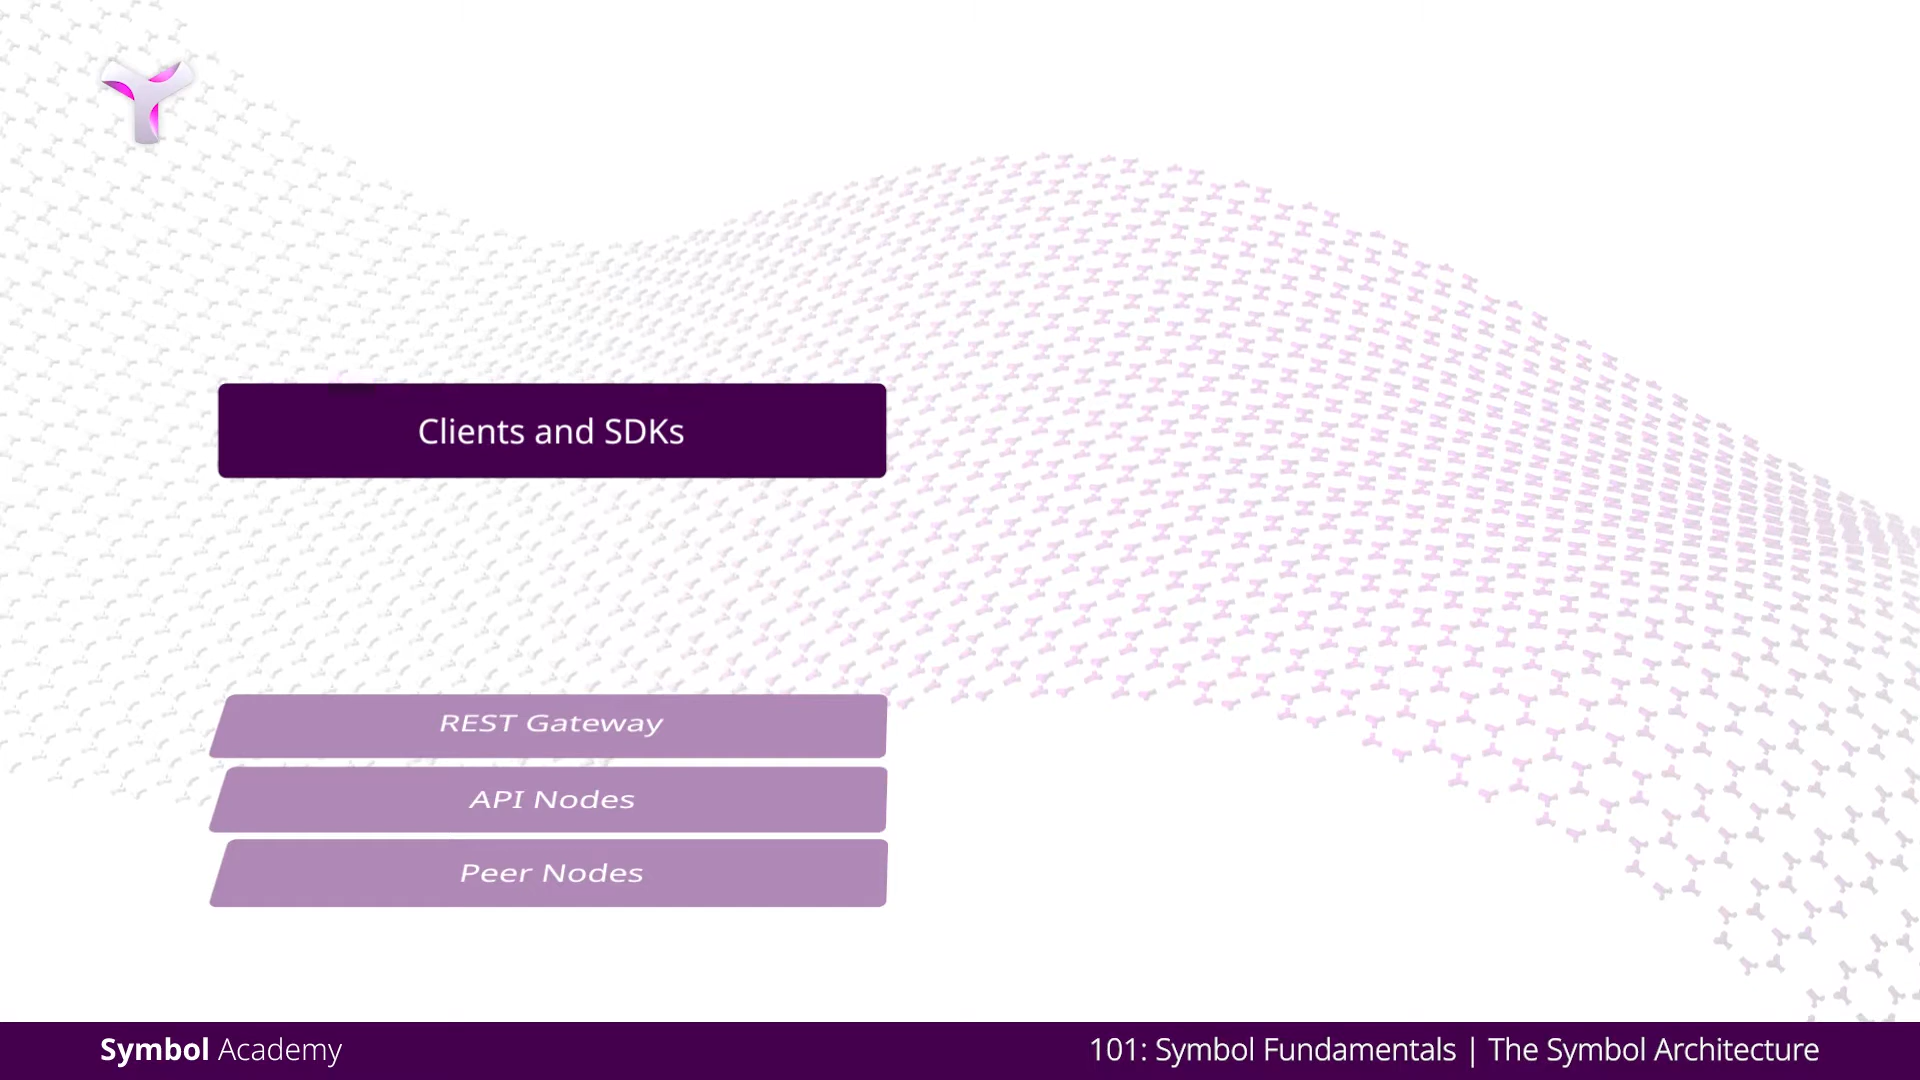 Clients and SDKs
REST Gateway
API Nodes
Peer Nodes
Symbol Academy
101: Symbol Fundamentals | The Symbol Architecture